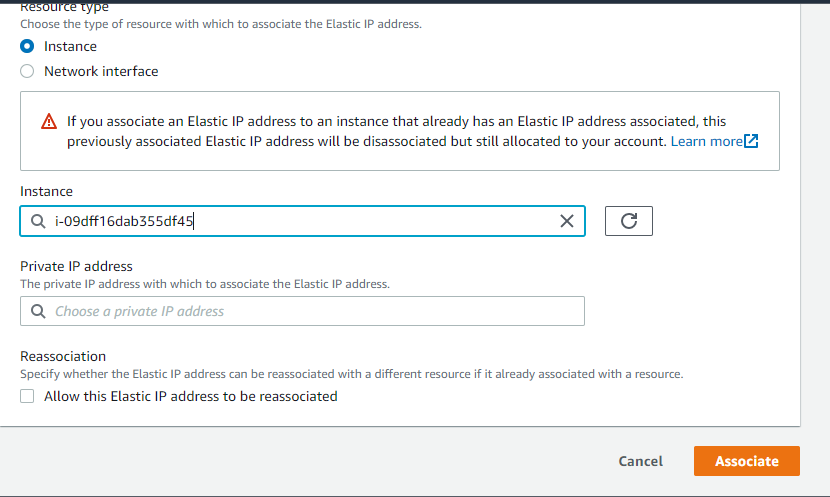 Resource type
Choose the type of resource with which to associate the Elastic IP address.
Instance
Network interface
If you associate an Elastic IP address to an instance that already has an Elastic IP address associated, this
previously associated Elastic IP address will be disassociated but still allocated to your account. Learn more
Instance
i-09dff16dab355df45
Private IP address
The private IP address with which to associate the Elastic IP address.
Choose a private IP address
Reassociation
Specify whether the Elastic IP address can be reassociated with a different resource if it already associated with a resource.
Allow this Elastic IP address to be reassociated
Cancel
Associate